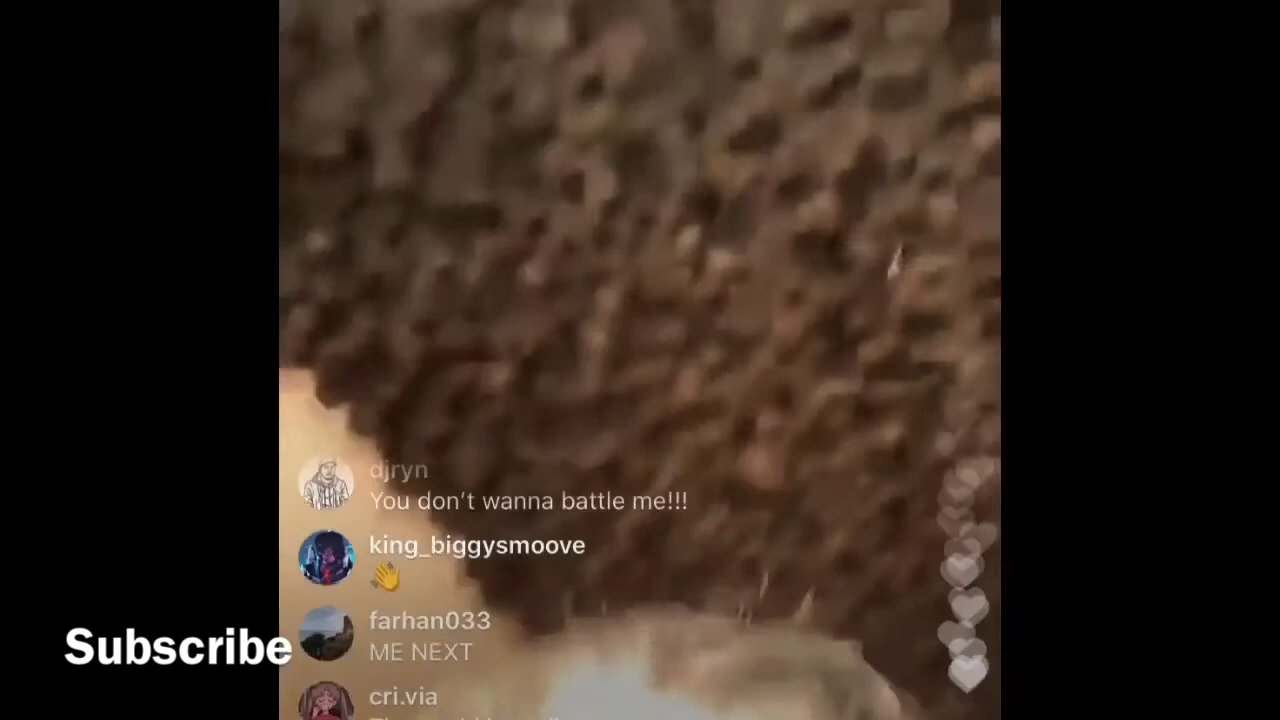 djryn
You don't wanna battle me!!!
king_biggysmoove
👋
farhan033
ME NEXT
Subscribe
cri.via